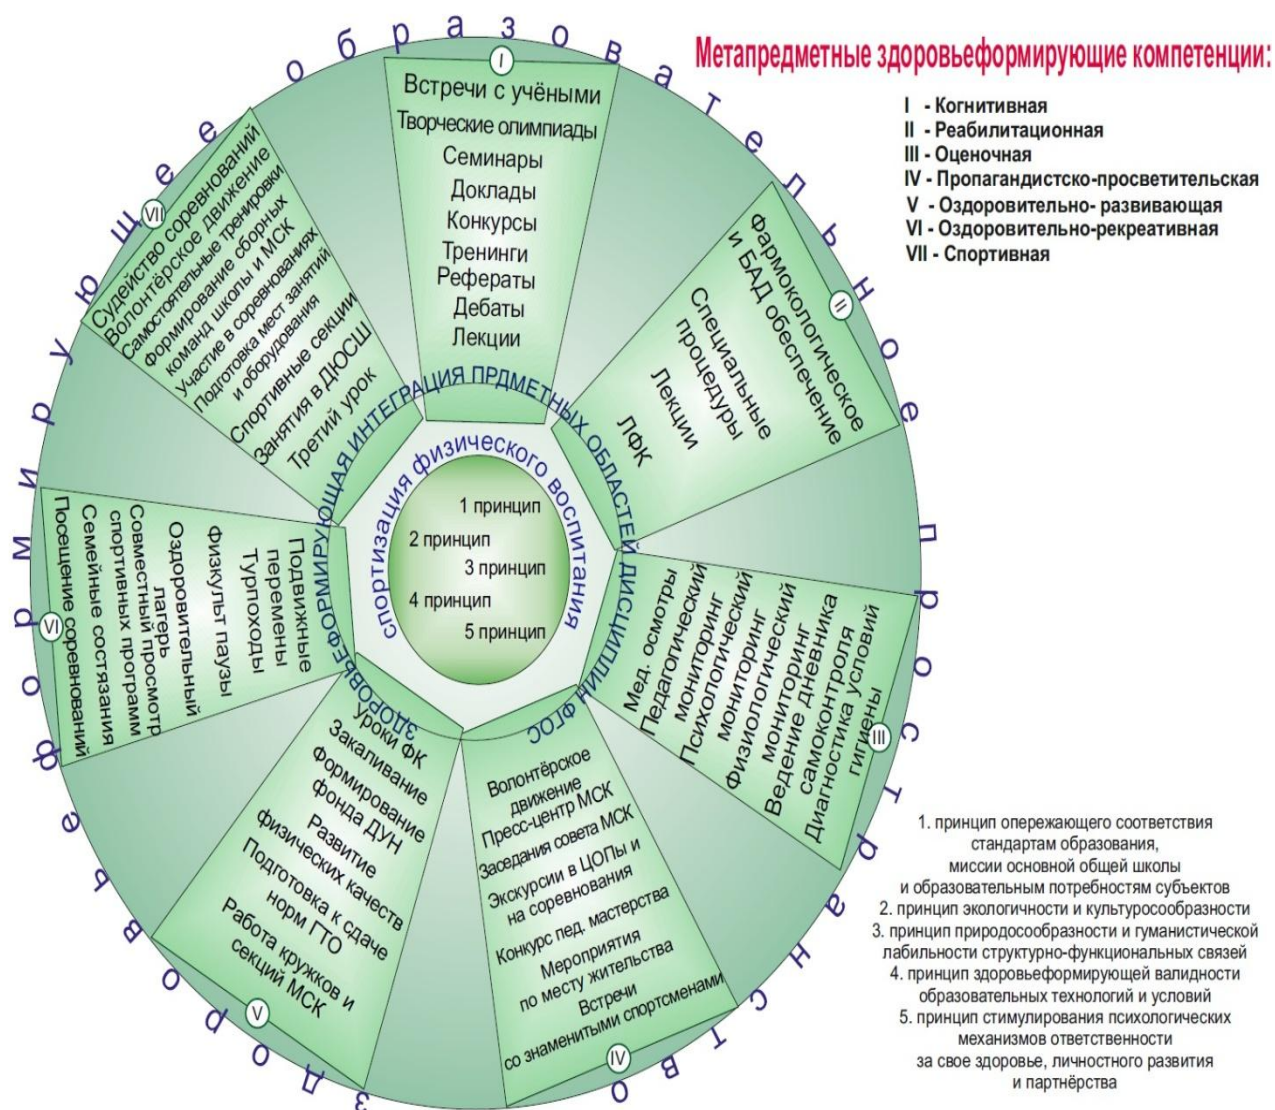 Метапредметные здоровьеформирующие компетенции:
I - Когнитивная
II - Реабилитационная
III - Оценочная
IV - Пропагандистско-просветительская
V - Оздоровительно- развивающая
VI - Оздоровительно-рекреативная
VII - Спортивная
здоровьеформирующее образовательное пространство
I
Встречи с учёными
Творческие олимпиады
Семинары
Доклады
Конкурсы
Тренинги
Рефераты
Дебаты
Лекции
II
Фармокологическое
и БАД обеспечение
Специальные
процедуры
Лекции
ЛФК
III
Мед. осмотры
Педагогический
мониторинг
Психологический
мониторинг
Физиологический
мониторинг
Ведение дневника
самоконтроля
Диагностика условий
гигиены
IV
Волонтёрское
движение
Пресс-центр МСК
Заседания совета МСК
Экскурсии в ЦОПы и
на соревнования
Конкурс пед. мастерства
Мероприятия
по месту жительства
Встречи
со знаменитыми спортсменами
V
Уроки ФК
Закаливание
Формирование
фонда ДУН
Развитие
физических качеств
Подготовка к сдаче
норм ГТО
Работа кружков и
секций МСК
VI
Подвижные
перемены
Турпоходы
Физкульт паузы
Оздоровительный
лагерь
Совместный просмотр
спортивных программ
Семейные состязания
Посещение соревнований
VII
Судейство соревнований
Волонтёрское движение
Самостоятельные тренировки
Формирование сборных
команд школы и МСК
Участие в соревнованиях
Подготовка мест занятий
и оборудования
Спортивные секции
Занятия в ДЮСШ
Третий урок
ЗДОРОВЬЕФОРМИРУЮЩАЯ ИНТЕГРАЦИЯ ПРДМЕТНЫХ ОБЛАСТЕЙ ДИСЦИПЛИН ФГОС
спортизация физического воспитания
1 принцип
2 принцип
3 принцип
4 принцип
5 принцип
1. принцип опережающего соответствия
стандартам образования,
миссии основной общей школы
и образовательным потребностям субъектов
2. принцип экологичности и культуросообразности
3. принцип природосообразности и гуманистической
лабильности структурно-функциональных связей
4. принцип здоровьеформирующей валидности
образовательных технологий и условий
5. принцип стимулирования психологических
механизмов ответственности
за свое здоровье, личностного развития
и партнёрства